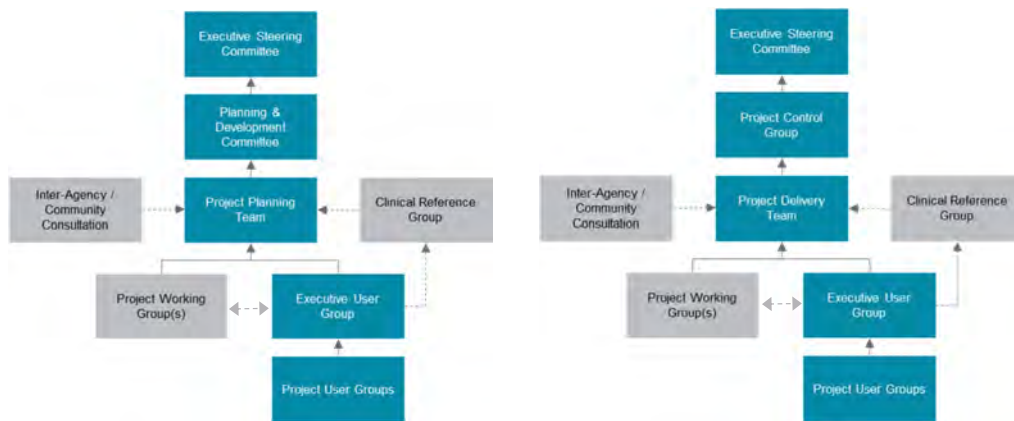 Executive Steering
Committee
Planning &
Development
Committee
Inter-Agency /
Community
Consultation
Project Planning
Team
Clinical Reference
Group
Project Working
Group(s)
Executive User
Group
Project User Groups
Executive Steering
Committee
Project Control
Group
Inter-Agency /
Community
Consultation
Project Delivery
Team
Clinical Reference
Group
Project Working
Group(s)
Executive User
Group
Project User Groups